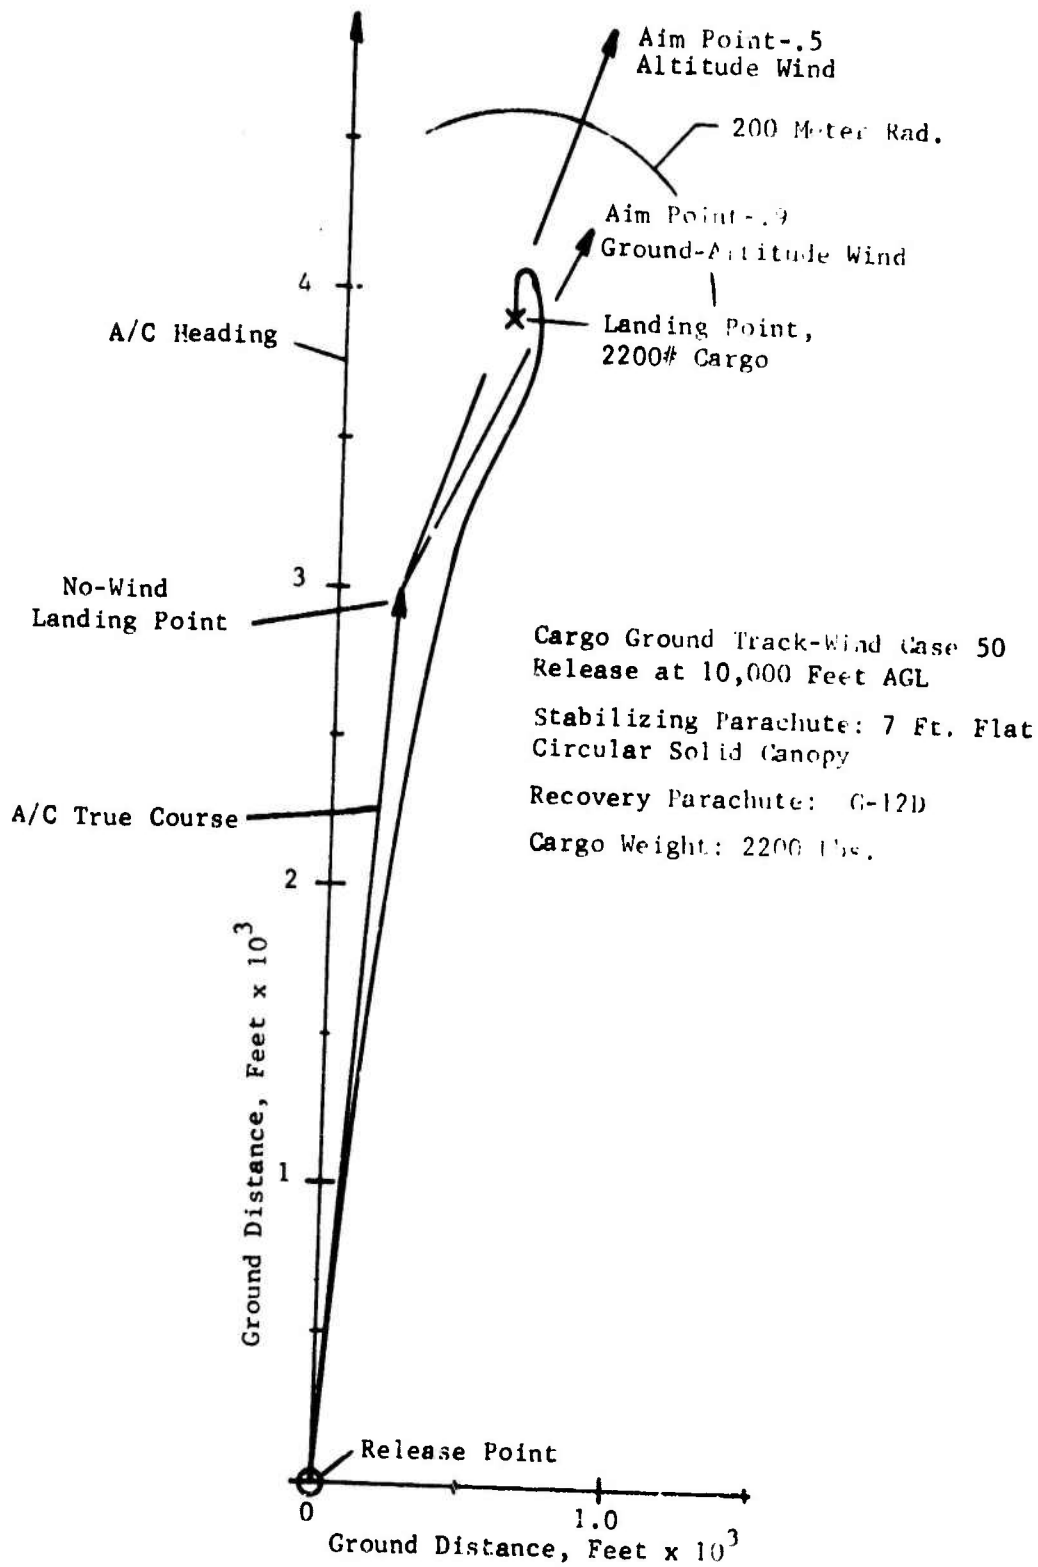 Aim Point-.5
Altitude Wind
200 Meter Rad.
Aim Point-.9
Ground-Altitude Wind
4
A/C Heading
Landing Point,
2200# Cargo
3
No-Wind
Landing Point
Cargo Ground Track-Wind Case 50
Release at 10,000 Feet AGL
Stabilizing Parachute: 7 Ft. Flat
Circular Solid Canopy
A/C True Course
Recovery Parachute: G-12D
Cargo Weight: 2200 Lbs.
2
Ground Distance, Feet x 10³
1
Release Point
0
1.0
Ground Distance, Feet x 10³